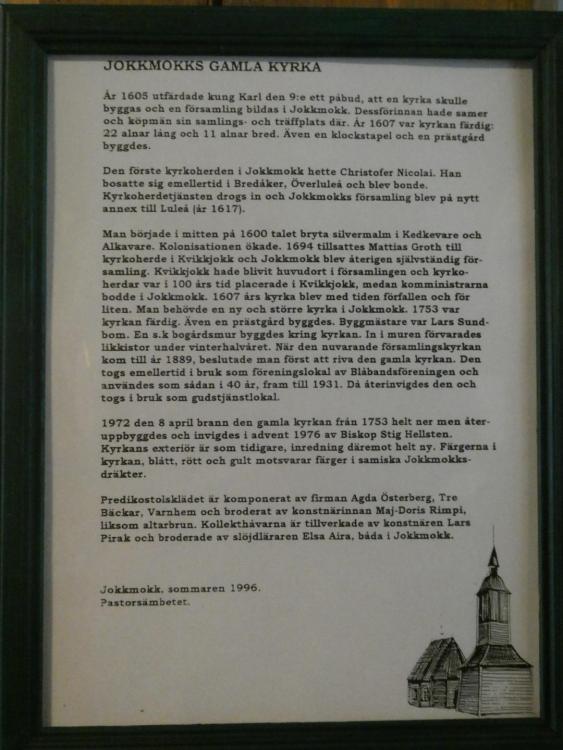 JOKKMOKKS GAMLA KYRKA
År 1605 utfärdade kung Karl den 9:e ett påbud, att en kyrka skulle
byggas och en församling bildas i Jokkmokk. Dessförinnan hade samer
och köpmän sin samlings- och träffplats där. År 1607 var kyrkan färdig:
22 alnar lång och 11 alnar bred. Även en klockstapel och en prästgård
byggdes.
Den förste kyrkoherden i Jokkmokk hette Christofer Nicolai. Han
bosatte sig emellertid i Bredåker, Överluleå och blev bonde.
Kyrkoherdetjänsten drogs in och Jokkmokks församling blev på nytt
annex till Luleå (år 1617).
Man började i mitten på 1600 talet bryta silvermalm i Kedkevare och
Alkavare. Kolonisationen ökade. 1694 tillsattes Mattias Groth till
kyrkoherde i Kvikkjokk och Jokkmokk blev återigen självständig för-
samling. Kvikkjokk hade blivit huvudort i församlingen och kyrko-
herdar var i 100 års tid placerade i Kvikkjokk, medan komministrarna
bodde i Jokkmokk. 1607 års kyrka blev med tiden förfallen och för
liten. Man behövde en ny och större kyrka i Jokkmokk. 1753 var
kyrkan färdig. Även en prästgård byggdes. Byggmästare var Lars Sund-
bom. En s.k bogårdsmur byggdes kring kyrkan. In i muren förvarades
likkistor under vinterhalvåret. När den nuvarande församlingskyrkan
kom till år 1889, beslutade man först att riva den gamla kyrkan. Den
togs emellertid i bruk som föreningslokal av Blåbandsföreningen och
användes som sådan i 40 år, fram till 1931. Då återinvigdes den och
togs i bruk som gudstjänstlokal.
1972 den 8 april brann den gamla kyrkan från 1753 helt ner men åter-
uppbyggdes och invigdes i advent 1976 av Biskop Stig Hellsten.
Kyrkans exteriör är som tidigare, inredning däremot helt ny. Färgerna i
kyrkan, blått, rött och gult motsvarar färger i samiska Jokkmokks-
dräkter.
Predikostolsklädet är komponerat av firman Agda Österberg, Tre
Bäckar, Varnhem och broderat av konstnärinnan Maj-Doris Rimpi,
liksom altarbrun. Kollekthåvarna är tillverkade av konstnären Lars
Pirak och broderade av slöjdläraren Elsa Aira, båda i Jokkmokk.
Jokkmokk, sommaren 1996.
Pastorsämbetet.